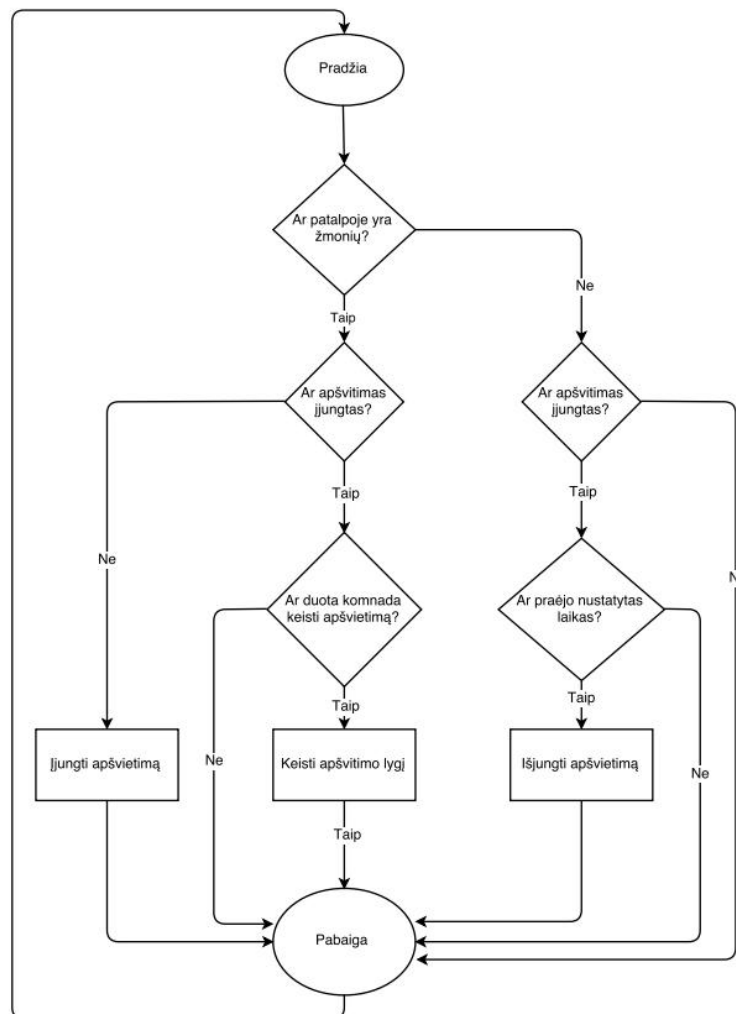 Pradžia
Ar patalpoje yra
žmonių?
Ne
Taip
Ar apšvitimas
įjungtas?
Ar apšvitimas
įjungtas?
Taip
Taip
Ne
N
Ar duota komnada
keisti apšvietimą?
Ar praėjo nustatytas
laikas?
Taip
Taip
Įjungti apšvietimą
Ne
Keisti apšvitimo lygį
Išjungti apšvietimą
Ne
Taip
Pabaiga